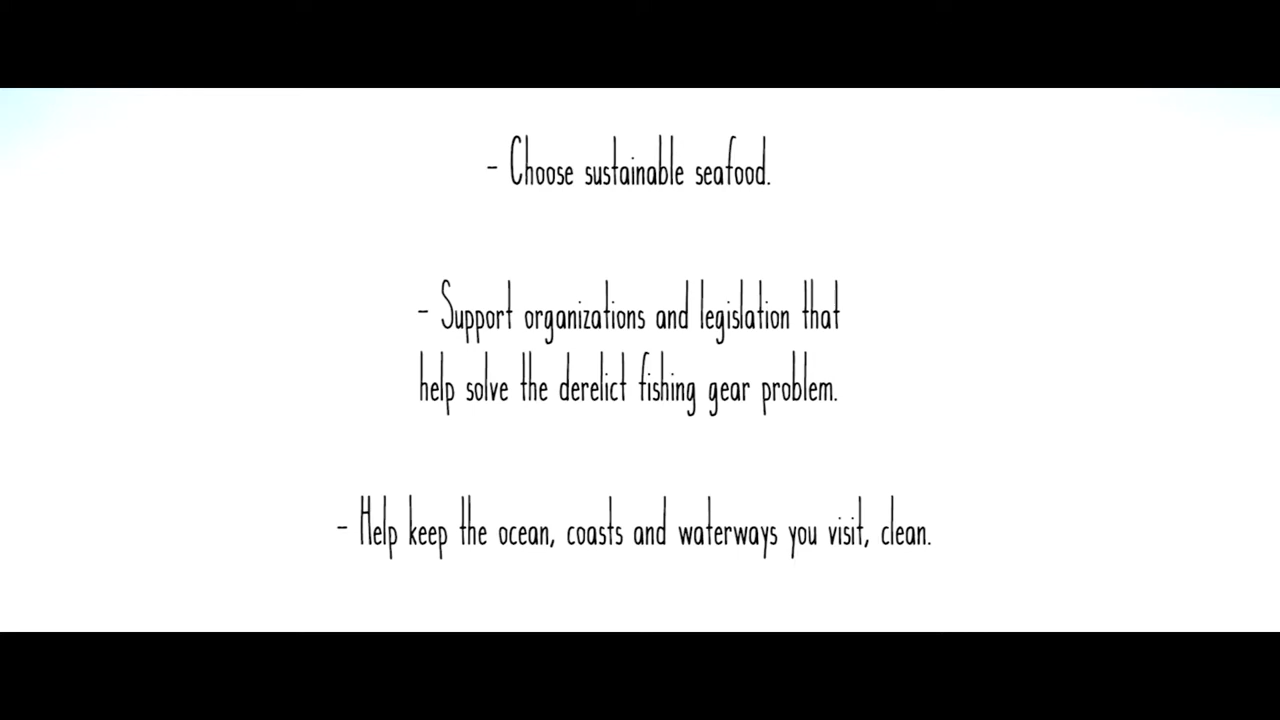 - Choose sustainable seafood.
- Support organizations and legislation that
help solve the derelict fishing gear problem.
- Help keep the ocean, coasts and waterways you visit, clean.